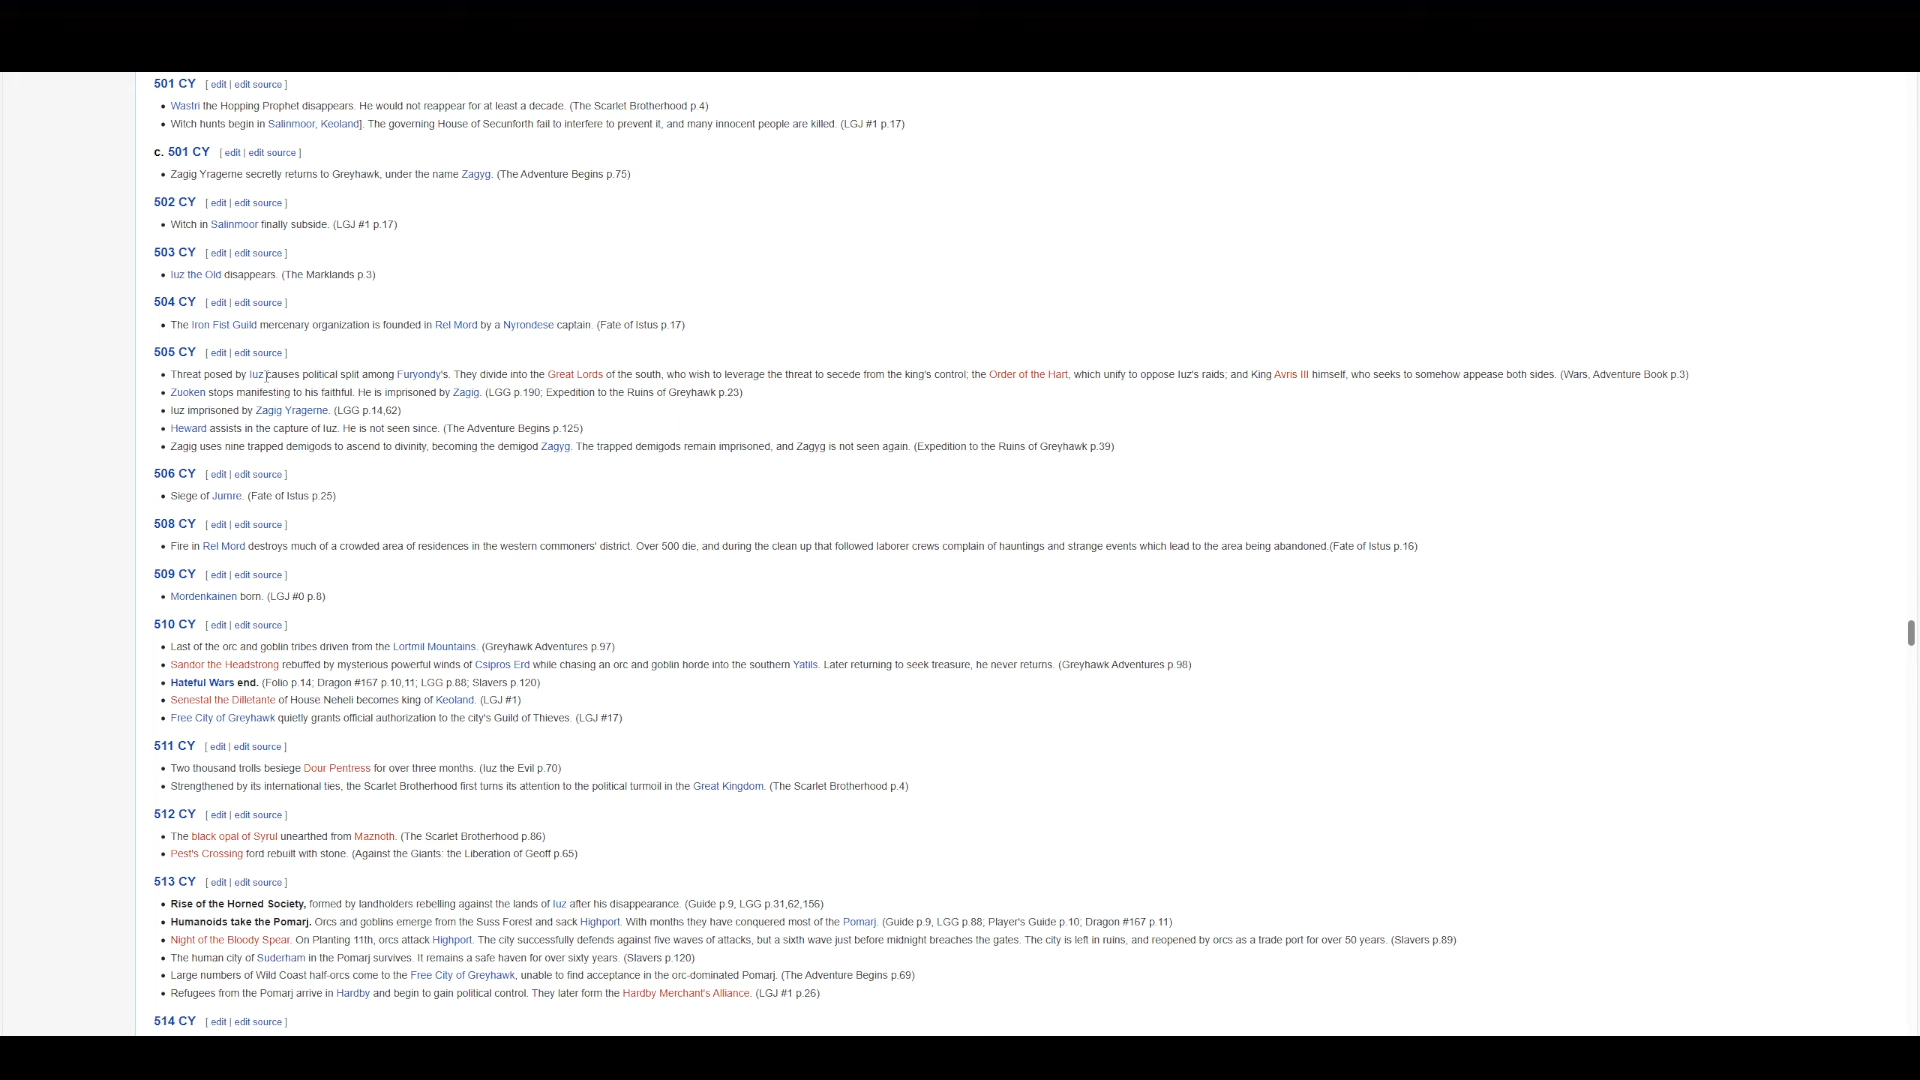 501 CY [ edit | edit source ]
• Wastri the Hopping Prophet disappears. He would not reappear for at least a decade. (The Scarlet Brotherhood p.4)
• Witch hunts begin in Salinmoor, Keoland]. The governing House of Secunforth fail to interfere to prevent it, and many innocent people are killed. (LGJ #1 p.17)
c. 501 CY [ edit | edit source ]
• Zagig Yragerne secretly returns to Greyhawk, under the name Zagyg. (The Adventure Begins p.75)
502 CY [ edit | edit source ]
• Witch in Salinmoor finally subside. (LGJ #1 p.17)
503 CY [ edit | edit source ]
• Iuz the Old disappears. (The Marklands p.3)
504 CY [ edit | edit source ]
• The Iron Fist Guild mercenary organization is founded in Rel Mord by a Nyrondese captain. (Fate of Istus p.17)
505 CY [ edit | edit source ]
• Threat posed by Iuz causes political split among Furyondy's. They divide into the Great Lords of the south, who wish to leverage the threat to secede from the king's control; the Order of the Hart, which unify to oppose Iuz's raids; and King Avris III himself, who seeks to somehow appease both sides. (Wars, Adventure Book p.3)
• Zuoken stops manifesting to his faithful. He is imprisoned by Zagig. (LGG p.190; Expedition to the Ruins of Greyhawk p.23)
• Iuz imprisoned by Zagig Yragerne. (LGG p.14,62)
• Heward assists in the capture of Iuz. He is not seen since. (The Adventure Begins p.125)
• Zagig uses nine trapped demigods to ascend to divinity, becoming the demigod Zagyg. The trapped demigods remain imprisoned, and Zagyg is not seen again. (Expedition to the Ruins of Greyhawk p.39)
506 CY [ edit | edit source ]
• Siege of Jurnre. (Fate of Istus p.25)
508 CY [ edit | edit source ]
• Fire in Rel Mord destroys much of a crowded area of residences in the western commoners' district. Over 500 die, and during the clean up that followed laborer crews complain of hauntings and strange events which lead to the area being abandoned.(Fate of Istus p.16)
509 CY [ edit | edit source ]
• Mordenkainen born. (LGJ #0 p.8)
510 CY [ edit | edit source ]
• Last of the orc and goblin tribes driven from the Lortmil Mountains. (Greyhawk Adventures p.97)
• Sandor the Headstrong rebuffed by mysterious powerful winds of Csipros Erd while chasing an orc and goblin horde into the southern Yatils. Later returning to seek treasure, he never returns. (Greyhawk Adventures p.98)
• Hateful Wars end. (Folio p.14; Dragon #167 p.10,11; LGG p.88; Slavers p.120)
• Senestal the Dilletante of House Neheli becomes king of Keoland. (LGJ #1)
• Free City of Greyhawk quietly grants official authorization to the city's Guild of Thieves. (LGJ #17)
511 CY [ edit | edit source ]
• Two thousand trolls besiege Dour Pentress for over three months. (Iuz the Evil p.70)
• Strengthened by its international ties, the Scarlet Brotherhood first turns its attention to the political turmoil in the Great Kingdom. (The Scarlet Brotherhood p.4)
512 CY [ edit | edit source ]
• The black opal of Syrul unearthed from Maznoth. (The Scarlet Brotherhood p.86)
• Pest's Crossing ford rebuilt with stone. (Against the Giants: the Liberation of Geoff p.65)
513 CY [ edit | edit source ]
• Rise of the Horned Society, formed by landholders rebelling against the lands of Iuz after his disappearance. (Guide p.9, LGG p.31,62,156)
• Humanoids take the Pomarj. Orcs and goblins emerge from the Suss Forest and sack Highport. With months they have conquered most of the Pomarj. (Guide p.9, LGG p.88; Player's Guide p.10; Dragon #167 p.11)
• Night of the Bloody Spear. On Planting 11th, orcs attack Highport. The city successfully defends against five waves of attacks, but a sixth wave just before midnight breaches the gates. The city is left in ruins, and reopened by orcs as a trade port for over 50 years. (Slavers p.89)
• The human city of Suderham in the Pomarj survives. It remains a safe haven for over sixty years. (Slavers p.120)
• Large numbers of Wild Coast half-orcs come to the Free City of Greyhawk, unable to find acceptance in the orc-dominated Pomarj. (The Adventure Begins p.69)
• Refugees from the Pomarj arrive in Hardby and begin to gain political control. They later form the Hardby Merchant's Alliance. (LGJ #1 p.26)
514 CY [ edit | edit source ]